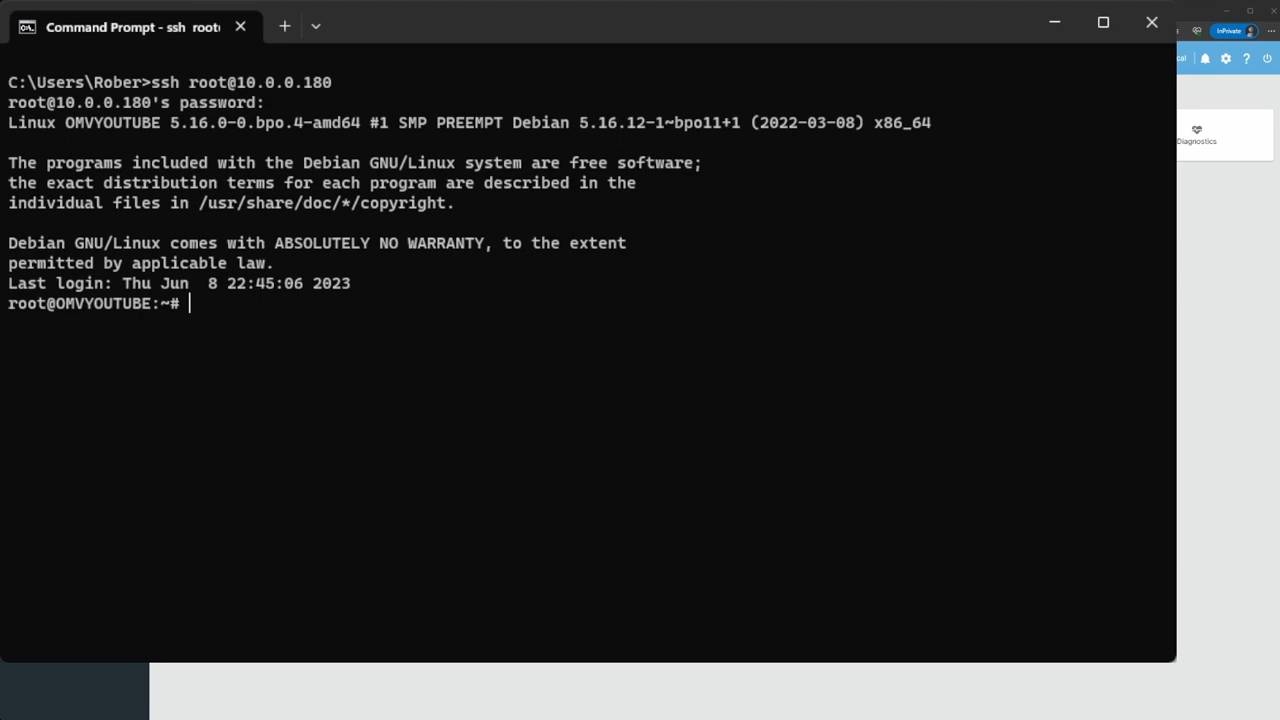 Command Prompt - ssh root(
InPrivate
cal
C:\Users\Rober>ssh root@10.0.0.180
root@10.0.0.180's password:
Linux OMVYOUTUBE 5.16.0-0.bpo.4-amd64 #1 SMP PREEMPT Debian 5.16.12-1~bpo11+1 (2022-03-08) x86_64
Diagnostics
The programs included with the Debian GNU/Linux system are free software;
the exact distribution terms for each program are described in the
individual files in /usr/share/doc/*/copyright.
Debian GNU/Linux comes with ABSOLUTELY NO WARRANTY, to the extent
permitted by applicable law.
Last login: Thu Jun  8 22:45:06 2023
root@OMVYOUTUBE:~#